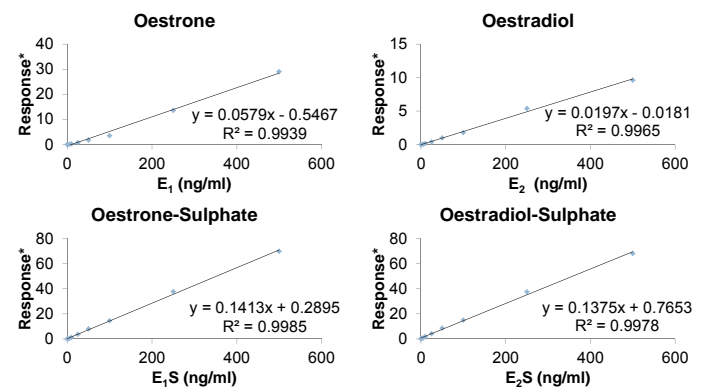 Oestrone
Response*
40
30
20
10
0
y = 0.0579x - 0.5467
R² = 0.9939
0 200 400 600
E₁ (ng/ml)
Oestradiol
Response*
15
10
5
0
y = 0.0197x - 0.0181
R² = 0.9965
0 200 400 600
E₂ (ng/ml)
Oestrone-Sulphate
Response*
80
60
40
20
0
y = 0.1413x + 0.2895
R² = 0.9985
0 200 400 600
E₁S (ng/ml)
Oestradiol-Sulphate
Response*
80
60
40
20
0
y = 0.1375x + 0.7653
R² = 0.9978
0 200 400 600
E₂S (ng/ml)